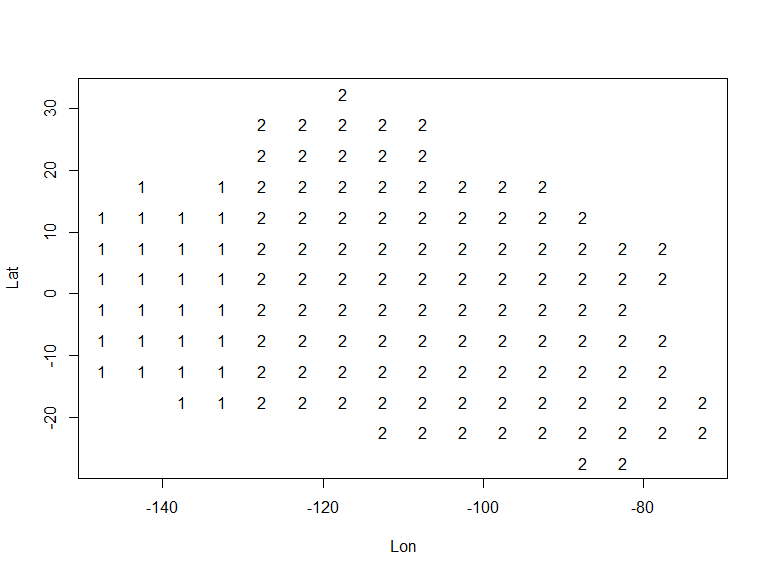 2
30 2 2 2 2 2
2 2 2 2 2
20
1 1 2 2 2 2 2 2 2 2
1 1 1 1 2 2 2 2 2 2 2 2 2
10
1 1 1 1 2 2 2 2 2 2 2 2 2 2 2
Lat 1 1 1 1 2 2 2 2 2 2 2 2 2 2 2
0
1 1 1 1 2 2 2 2 2 2 2 2 2 2
1 1 1 1 2 2 2 2 2 2 2 2 2 2 2
-10
1 1 1 1 2 2 2 2 2 2 2 2 2 2 2
1 1 2 2 2 2 2 2 2 2 2 2 2 2
-20
2 2 2 2 2 2 2 2 2
2 2
-140 -120 -100 -80
Lon